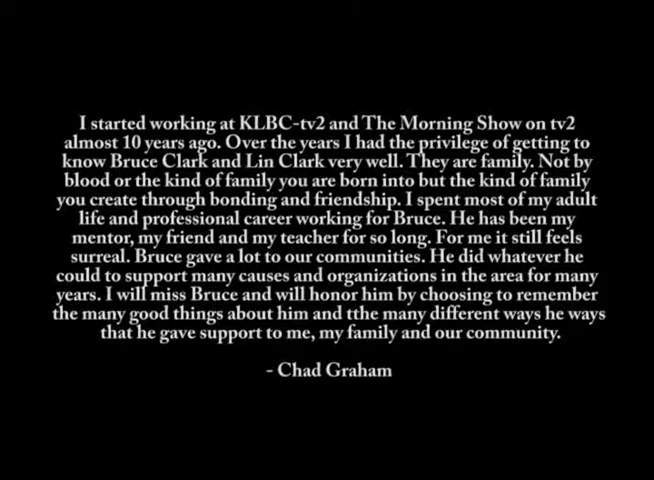 I started working at KLBC-tv2 and The Morning Show on tv2
almost 10 years ago. Over the years I had the privilege of getting to
know Bruce Clark and Lin Clark very well. They are family. Not by
blood or the kind of family you are born into but the kind of family
you create through bonding and friendship. I spent most of my adult
life and professional career working for Bruce. He has been my
mentor, my friend and my teacher for so long. For me it still feels
surreal. Bruce gave a lot to our communities. He did whatever he
could to support many causes and organizations in the area for many
years. I will miss Bruce and will honor him by choosing to remember
the many good things about him and tthe many different ways he ways
that he gave support to me, my family and our community.
- Chad Graham